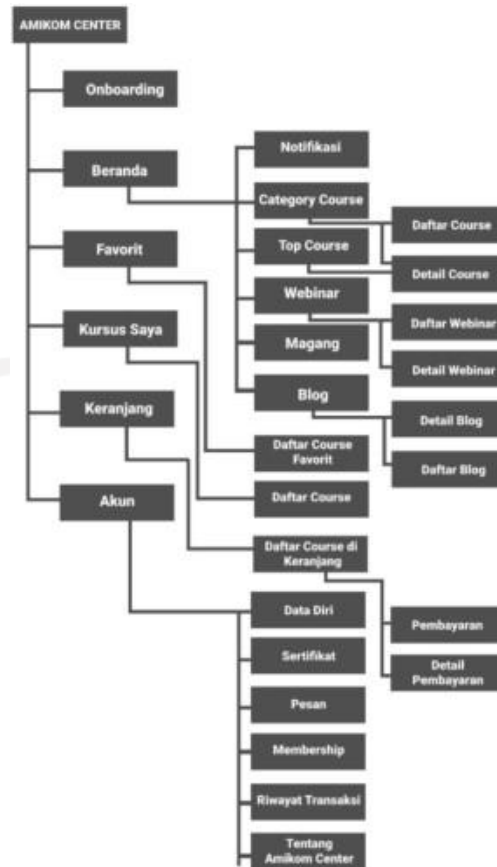 AMIKOM CENTER
Onboarding
Beranda
Notifikasi
Category Course
Daftar Course
Top Course
Detail Course
Favorit
Webinar
Daftar Webinar
Kursus Saya
Magang
Detail Webinar
Blog
Keranjang
Detail Blog
Daftar Course
Favorit
Daftar Blog
Akun
Daftar Course
Daftar Course di
Keranjang
Data Diri
Pembayaran
Sertifikat
Detail
Pembayaran
Pesan
Membership
Riwayat Transaksi
Tentang
Amikom Center